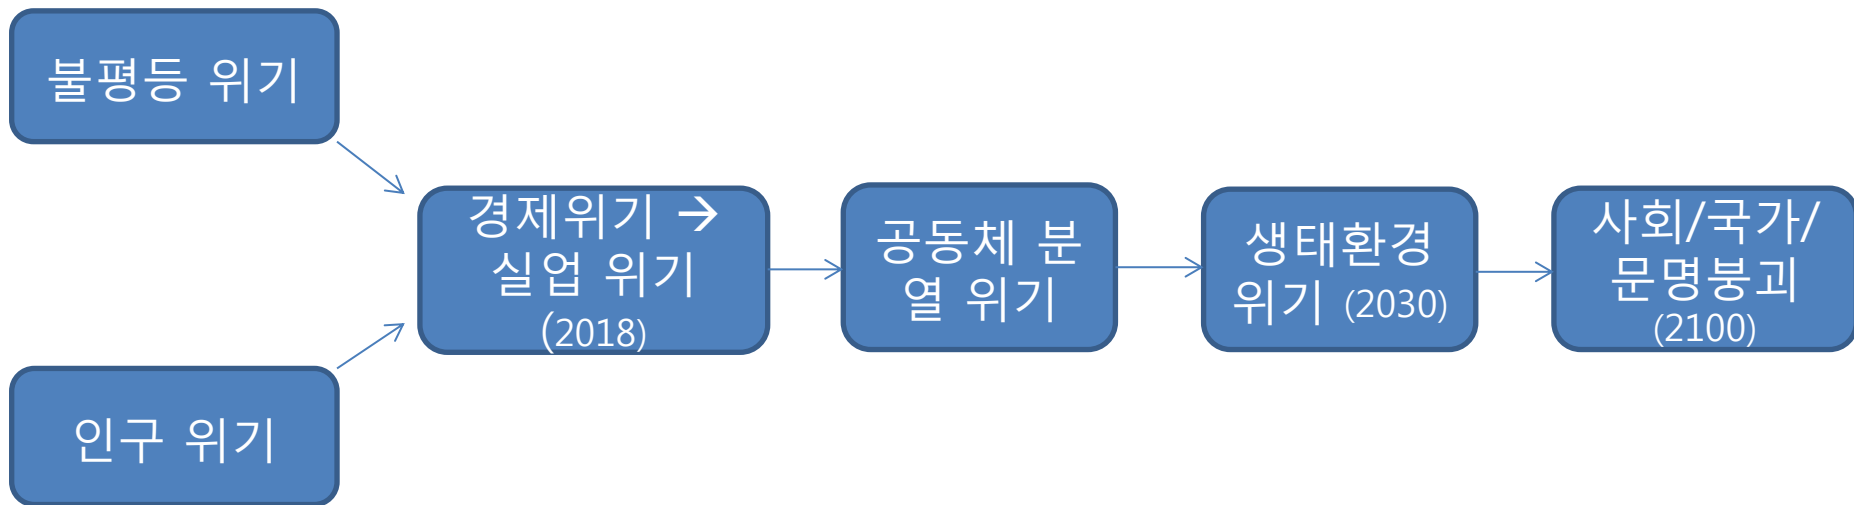 불평등 위기
인구 위기
경제위기 →
실업 위기
(2018)
공동체 분
열 위기
생태환경
위기 (2030)
사회/국가/
문명붕괴
(2100)